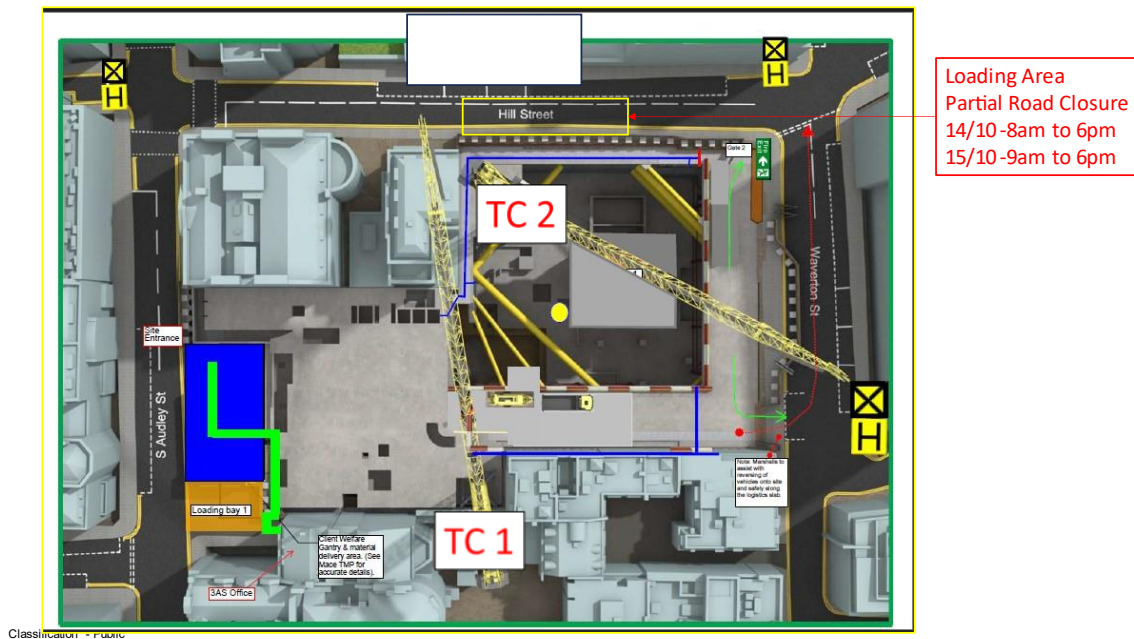 Hill Street
Loading Area
Partial Road Closure
14/10 -8am to 6pm
15/10 -9am to 6pm
H
H
Gate 2
Fire
Exit
TC 2
Waverton St
Site
Entrance
S Audley St
H
Note: Marshalls to
assist with
reversing of
vehicles onto site
and safely along
the logistics slab.
Loading bay 1
Client Welfare
Gantry & material
delivery area. (See
Mace TMP for
accurate details).
TC 1
3AS Office
Classification - Public